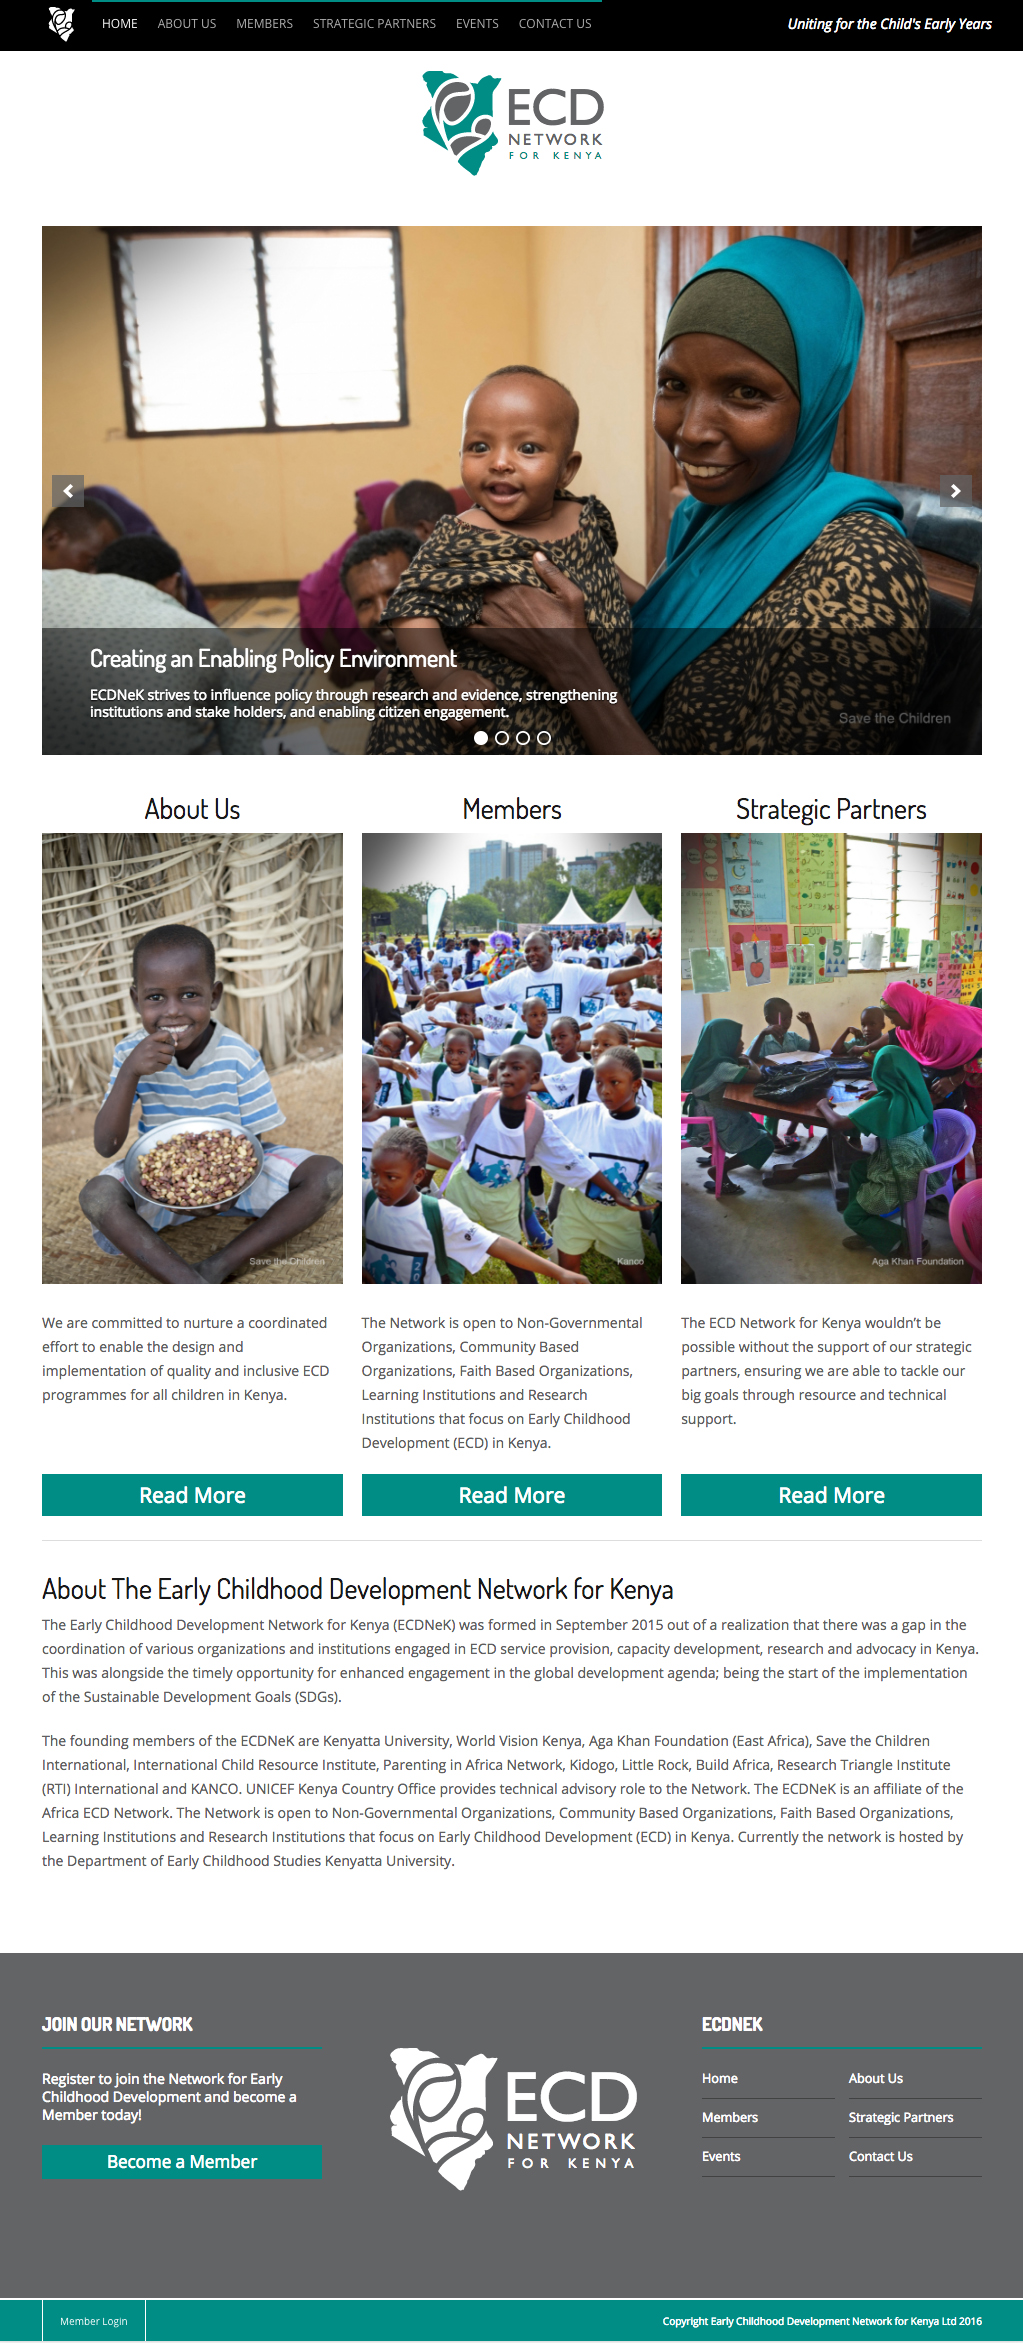 HOME ABOUT US MEMBERS STRATEGIC PARTNERS EVENTS CONTACT US
Uniting for the Child's Early Years
ECD
NETWORK
FOR KENYA
Creating an Enabling Policy Environment
ECDNeK strives to influence policy through research and evidence, strengthening
institutions and stake holders, and enabling citizen engagement.
Save the Children
About Us
Save the Children
We are committed to nurture a coordinated
effort to enable the design and
implementation of quality and inclusive ECD
programmes for all children in Kenya.
Read More
Members
Kanco
The Network is open to Non-Governmental
Organizations, Community Based
Organizations, Faith Based Organizations,
Learning Institutions and Research
Institutions that focus on Early Childhood
Development (ECD) in Kenya.
Read More
Strategic Partners
Aga Khan Foundation
The ECD Network for Kenya wouldn't be
possible without the support of our strategic
partners, ensuring we are able to tackle our
big goals through resource and technical
support.
Read More
About The Early Childhood Development Network for Kenya
The Early Childhood Development Network for Kenya (ECDNeK) was formed in September 2015 out of a realization that there was a gap in the
coordination of various organizations and institutions engaged in ECD service provision, capacity development, research and advocacy in Kenya.
This was alongside the timely opportunity for enhanced engagement in the global development agenda; being the start of the implementation
of the Sustainable Development Goals (SDGs).
The founding members of the ECDNeK are Kenyatta University, World Vision Kenya, Aga Khan Foundation (East Africa), Save the Children
International, International Child Resource Institute, Parenting in Africa Network, Kidogo, Little Rock, Build Africa, Research Triangle Institute
(RTI) International and KANCO. UNICEF Kenya Country Office provides technical advisory role to the Network. The ECDNeK is an affiliate of the
Africa ECD Network. The Network is open to Non-Governmental Organizations, Community Based Organizations, Faith Based Organizations,
Learning Institutions and Research Institutions that focus on Early Childhood Development (ECD) in Kenya. Currently the network is hosted by
the Department of Early Childhood Studies Kenyatta University.
JOIN OUR NETWORK
Register to join the Network for Early
Childhood Development and become a
Member today!
Become a Member
ECD
NETWORK
FOR KENYA
ECDNEK
Home About Us
Members Strategic Partners
Events Contact Us
Member Login
Copyright Early Childhood Development Network for Kenya Ltd 2016